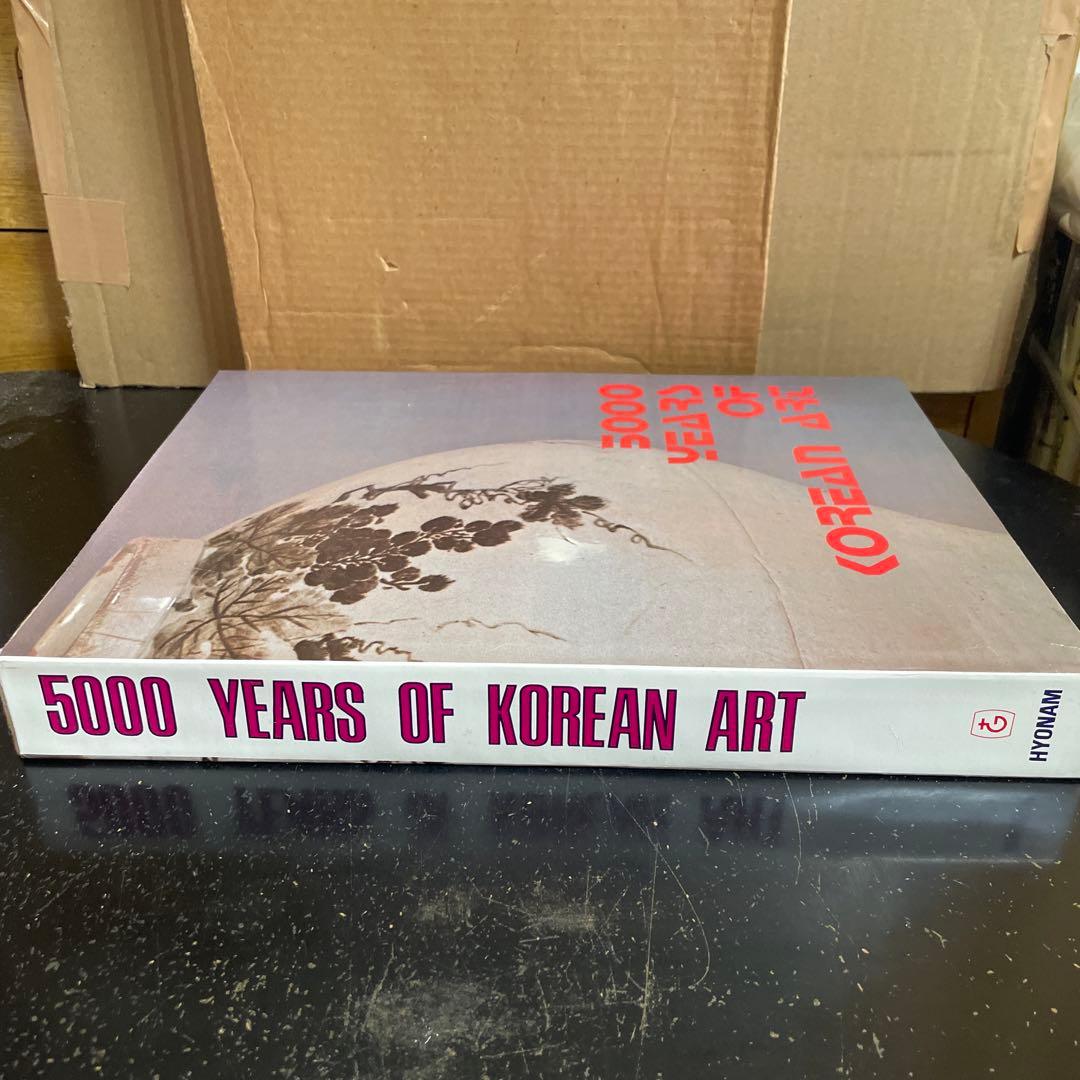 5000
YEARS
OF
KOREAN ART
5000 YEARS OF KOREAN ART
HYONAM